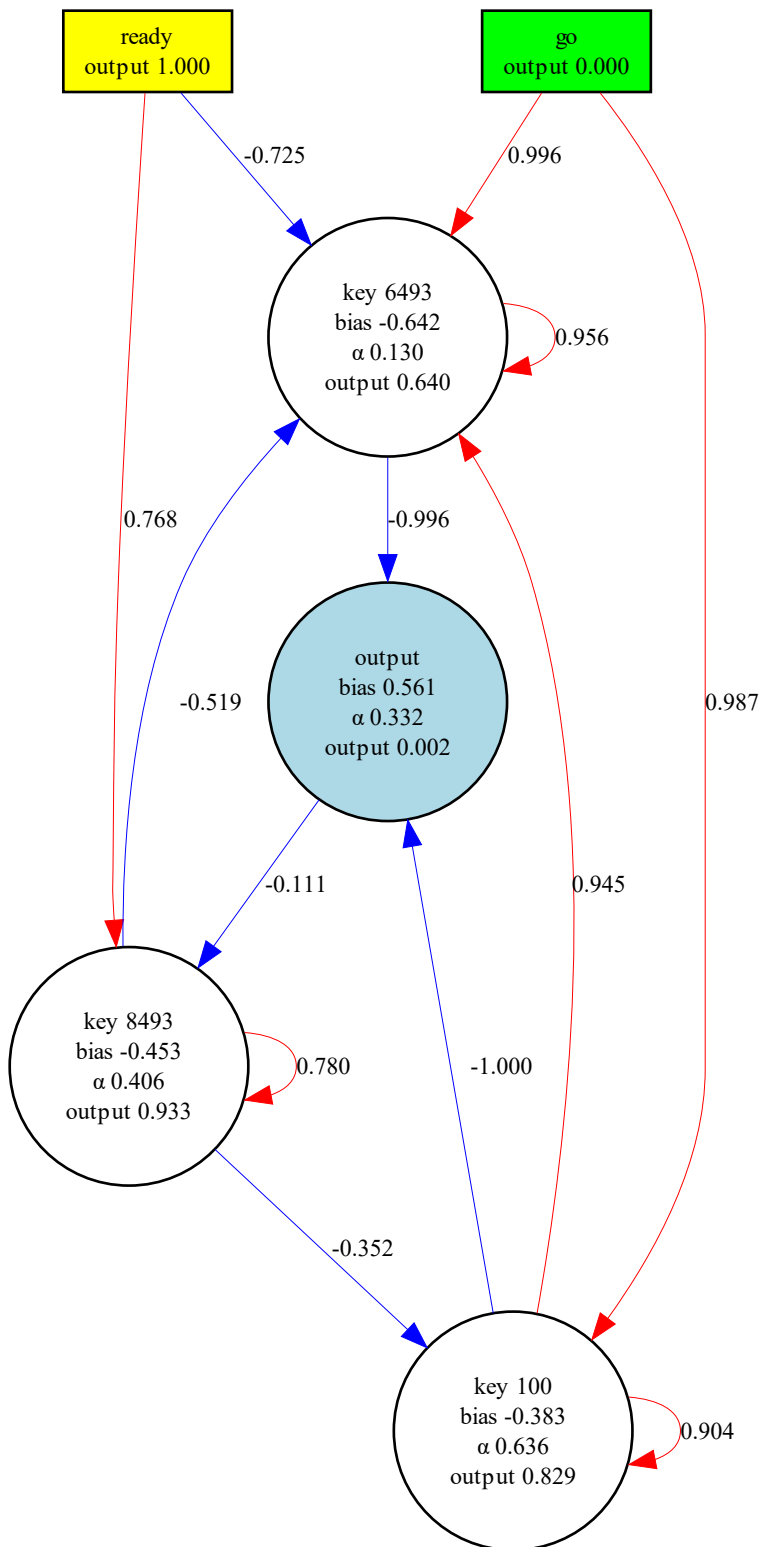 ready
output 1.000
go
output 0.000
-0.725
0.996
key 6493
bias -0.642
α 0.130
output 0.640
0.956
0.768
-0.996
-0.519
output
bias 0.561
α 0.332
output 0.002
0.987
-0.111
0.945
key 8493
bias -0.453
α 0.406
output 0.933
0.780
-1.000
-0.352
key 100
bias -0.383
α 0.636
output 0.829
0.904